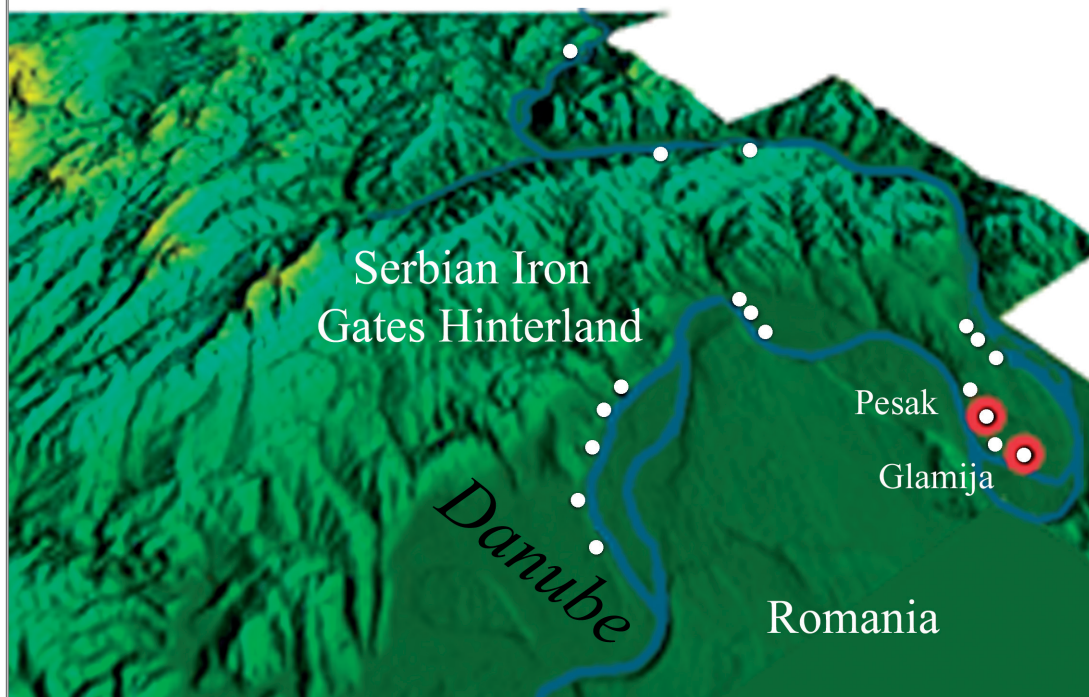 Serbian Iron
Gates Hinterland
Pesak
Glamija
Danube
Romania